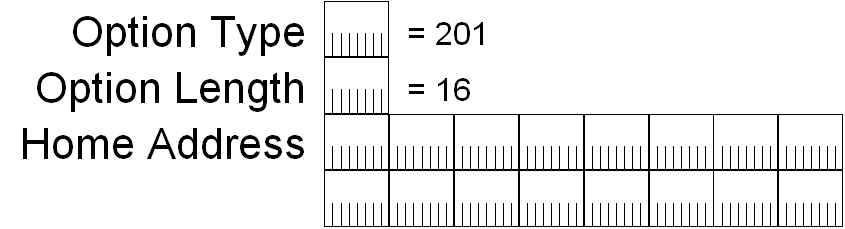 Option Type = 201
Option Length = 16
Home Address